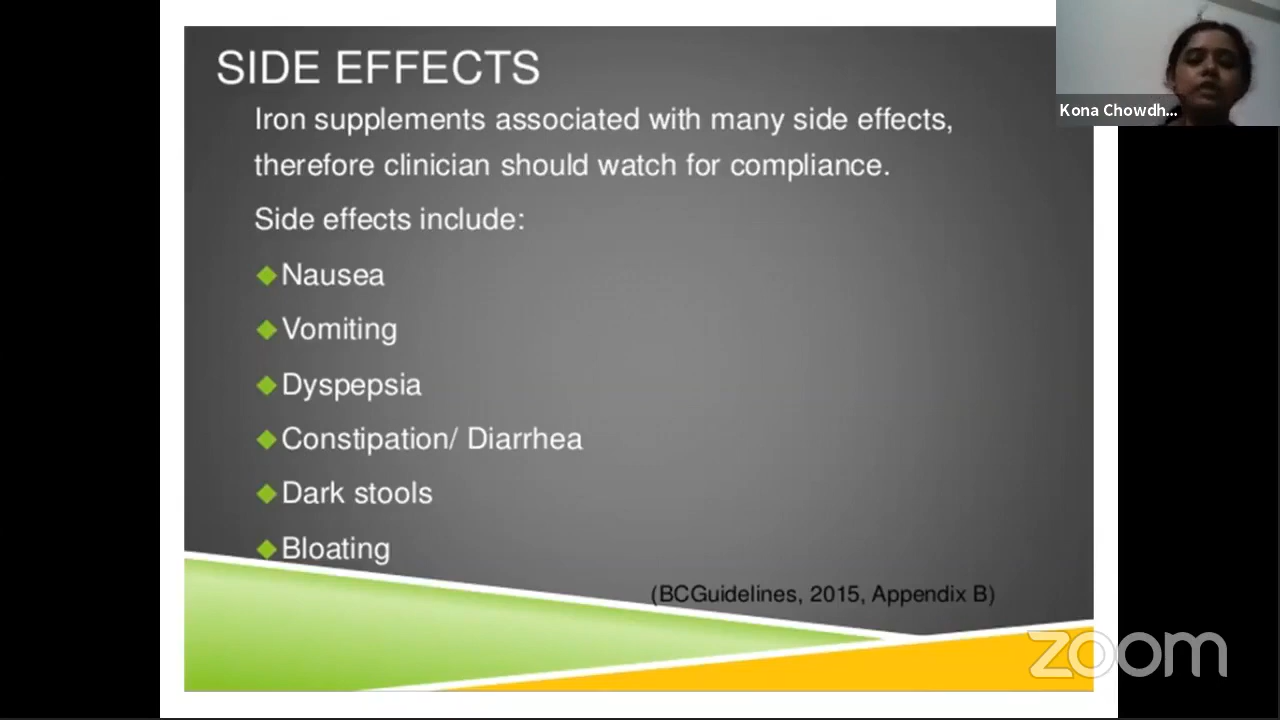 SIDE EFFECTS
Iron supplements associated with many side effects,
therefore clinician should watch for compliance.
Side effects include:
Nausea
Vomiting
Dyspepsia
Constipation/ Diarrhea
Dark stools
Bloating
(BCGuidelines, 2015, Appendix B)
Kona Chowdh...
zoom